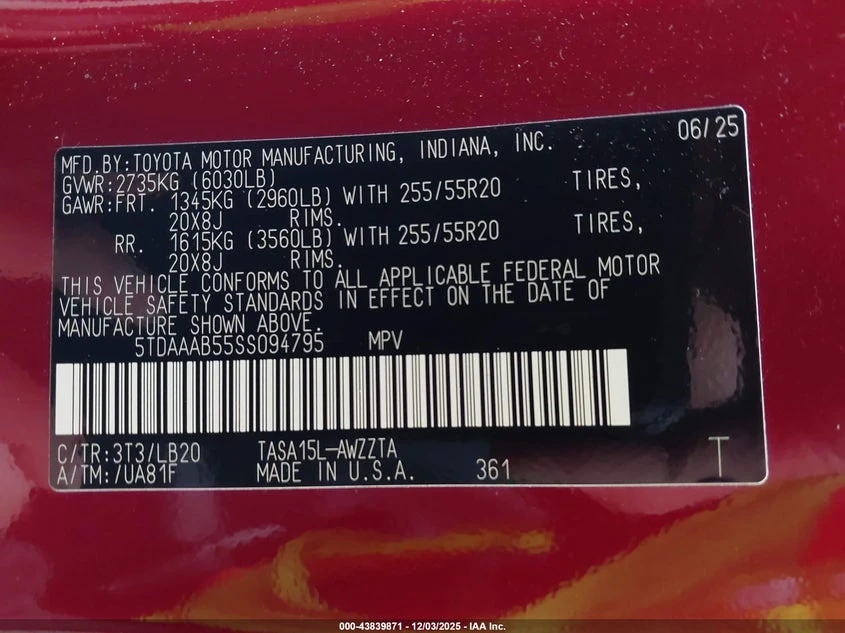 06/25
MFD.BY:TOYOTA MOTOR MANUFACTURING, INDIANA, INC.
GVWR:2735KG (6030LB)
GAWR:FRT. 1345KG (2960LB) WITH 255/55R20 TIRES,
20X8J RIMS.
RR. 1615KG (3560LB) WITH 255/55R20 TIRES,
20X8J RIMS.
THIS VEHICLE CONFORMS TO ALL APPLICABLE FEDERAL MOTOR
VEHICLE SAFETY STANDARDS IN EFFECT ON THE DATE OF
MANUFACTURE SHOWN ABOVE.
5TDAAAB55SS094795 MPV
C/TR:3T3/LB20 TASA15L-AWZZTA
A/TM:/UA81F MADE IN U.S.A. 361 T
000-43839871 - 12/03/2025 - IAA Inc.